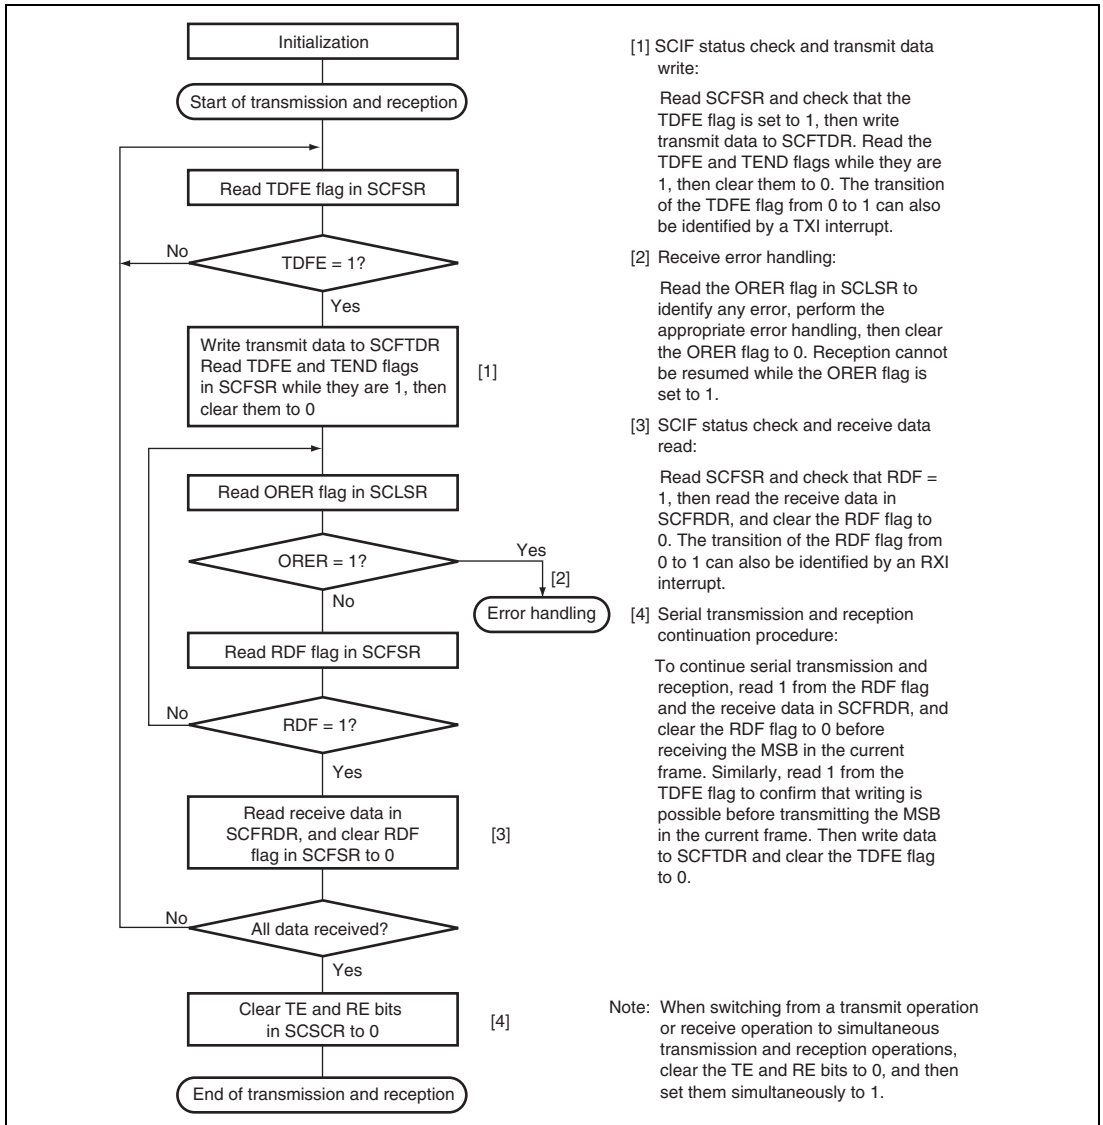 Initialization
Start of transmission and reception
Read TDFE flag in SCFSR
No
TDFE = 1?
Yes
Write transmit data to SCFTDR
Read TDFE and TEND flags
in SCFSR while they are 1, then
clear them to 0
[1]
Read ORER flag in SCLSR
ORER = 1?
Yes
[2]
Error handling
No
Read RDF flag in SCFSR
No
RDF = 1?
Yes
Read receive data in
SCFRDR, and clear RDF
flag in SCFSR to 0
[3]
No
All data received?
Yes
Clear TE and RE bits
in SCSCR to 0
[4]
End of transmission and reception
[1] SCIF status check and transmit data
write:
Read SCFSR and check that the
TDFE flag is set to 1, then write
transmit data to SCFTDR. Read the
TDFE and TEND flags while they are
1, then clear them to 0. The transition
of the TDFE flag from 0 to 1 can also
be identified by a TXI interrupt.
[2] Receive error handling:
Read the ORER flag in SCLSR to
identify any error, perform the
appropriate error handling, then clear
the ORER flag to 0. Reception cannot
be resumed while the ORER flag is
set to 1.
[3] SCIF status check and receive data
read:
Read SCFSR and check that RDF =
1, then read the receive data in
SCFRDR, and clear the RDF flag to
0. The transition of the RDF flag from
0 to 1 can also be identified by an RXI
interrupt.
[4] Serial transmission and reception
continuation procedure:
To continue serial transmission and
reception, read 1 from the RDF flag
and the receive data in SCFRDR, and
clear the RDF flag to 0 before
receiving the MSB in the current
frame. Similarly, read 1 from the
TDFE flag to confirm that writing is
possible before transmitting the MSB
in the current frame. Then write data
to SCFTDR and clear the TDFE flag
to 0.
Note: When switching from a transmit operation
or receive operation to simultaneous
transmission and reception operations,
clear the TE and RE bits to 0, and then
set them simultaneously to 1.